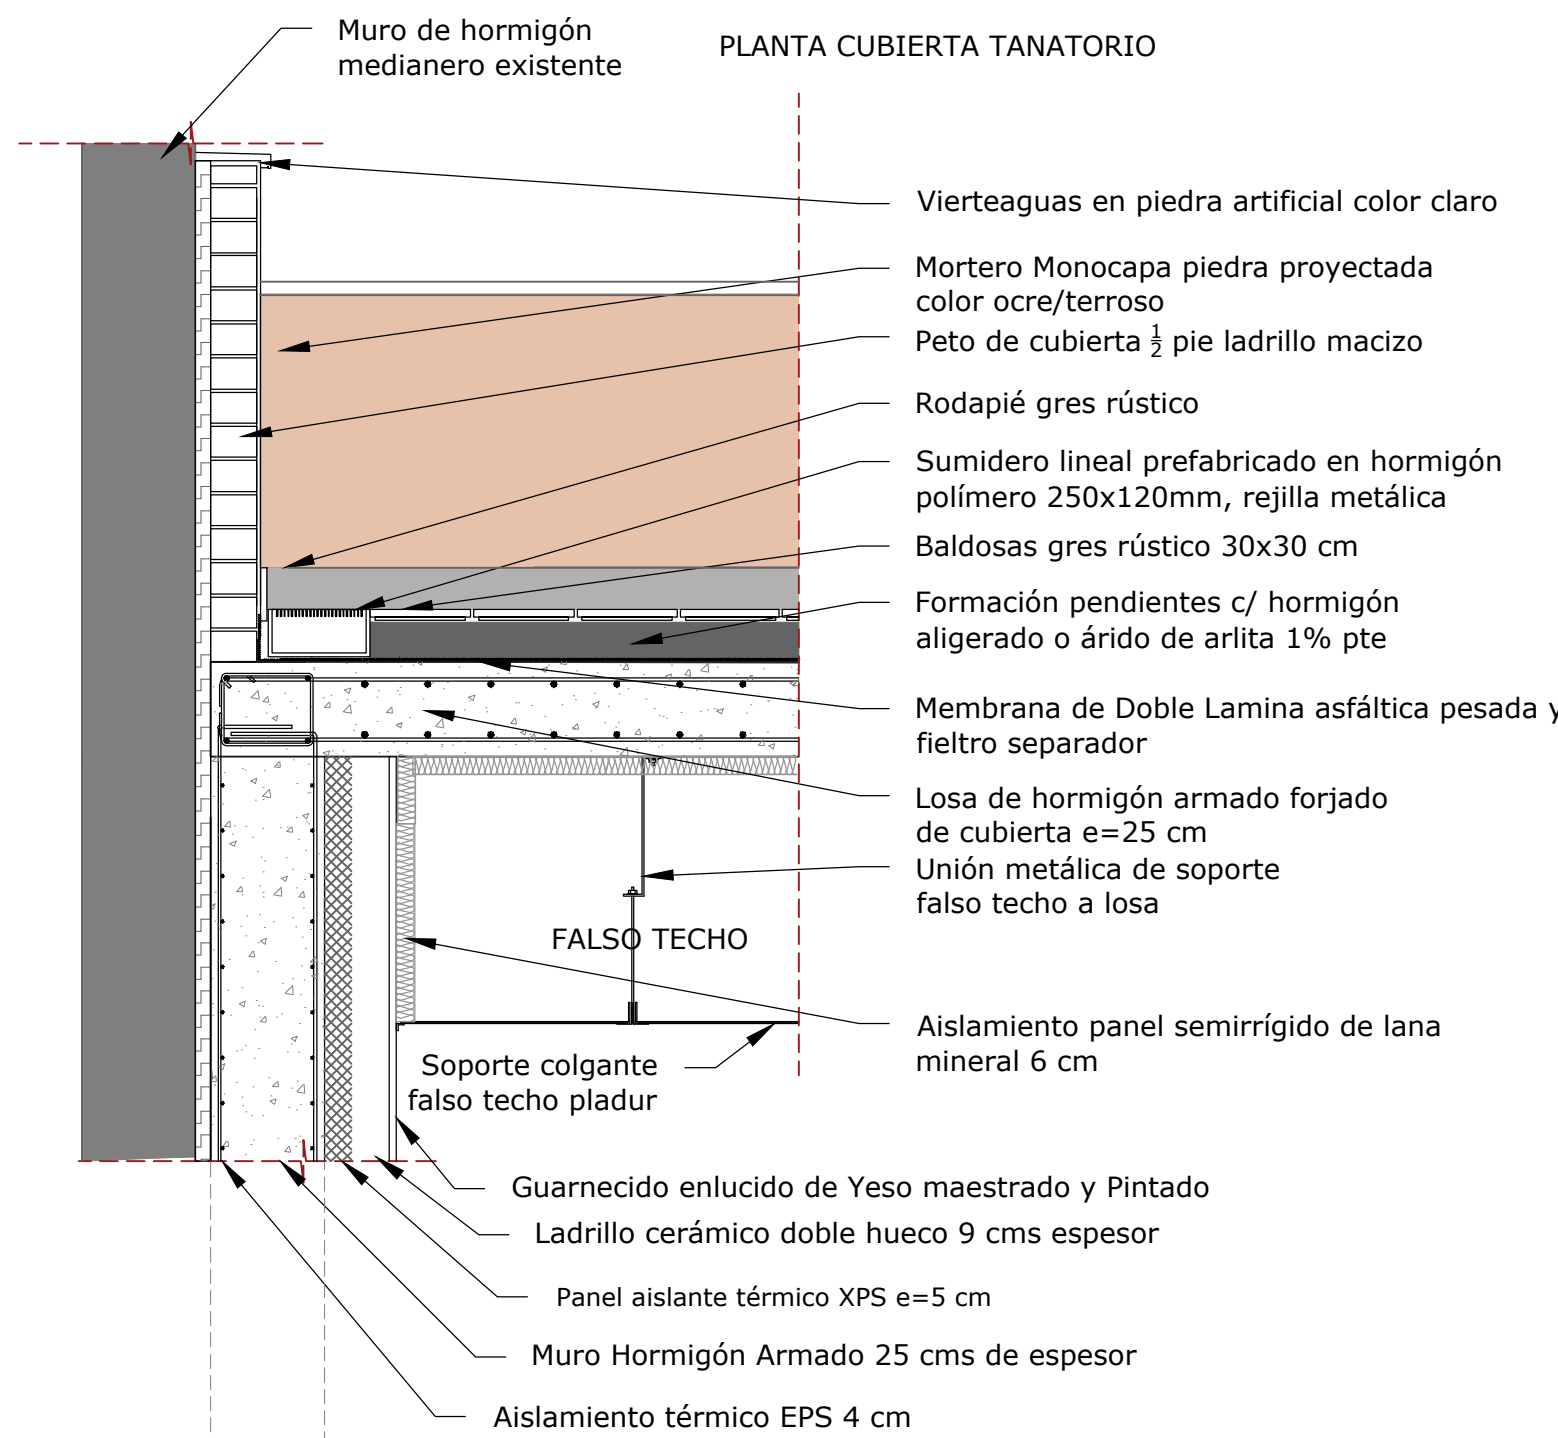 Muro de hormigón
medianero existente
PLANTA CUBIERTA TANATORIO
Vierteaguas en piedra artificial color claro
Mortero Monocapa piedra proyectada
color ocre/terroso
Peto de cubierta ½ pie ladrillo macizo
Rodapié gres rústico
Sumidero lineal prefabricado en hormigón
polímero 250x120mm, rejilla metálica
Baldosas gres rústico 30x30 cm
Formación pendientes c/ hormigón
aligerado o árido de arlita 1% pte
Membrana de Doble Lamina asfáltica pesada y
fieltro separador
Losa de hormigón armado forjado
de cubierta e=25 cm
Unión metálica de soporte
falso techo a losa
FALSO TECHO
Aislamiento panel semirrígido de lana
mineral 6 cm
Soporte colgante
falso techo pladur
Guarnecido enlucido de Yeso maestrado y Pintado
Ladrillo cerámico doble hueco 9 cms espesor
Panel aislante térmico XPS e=5 cm
Muro Hormigón Armado 25 cms de espesor
Aislamiento térmico EPS 4 cm